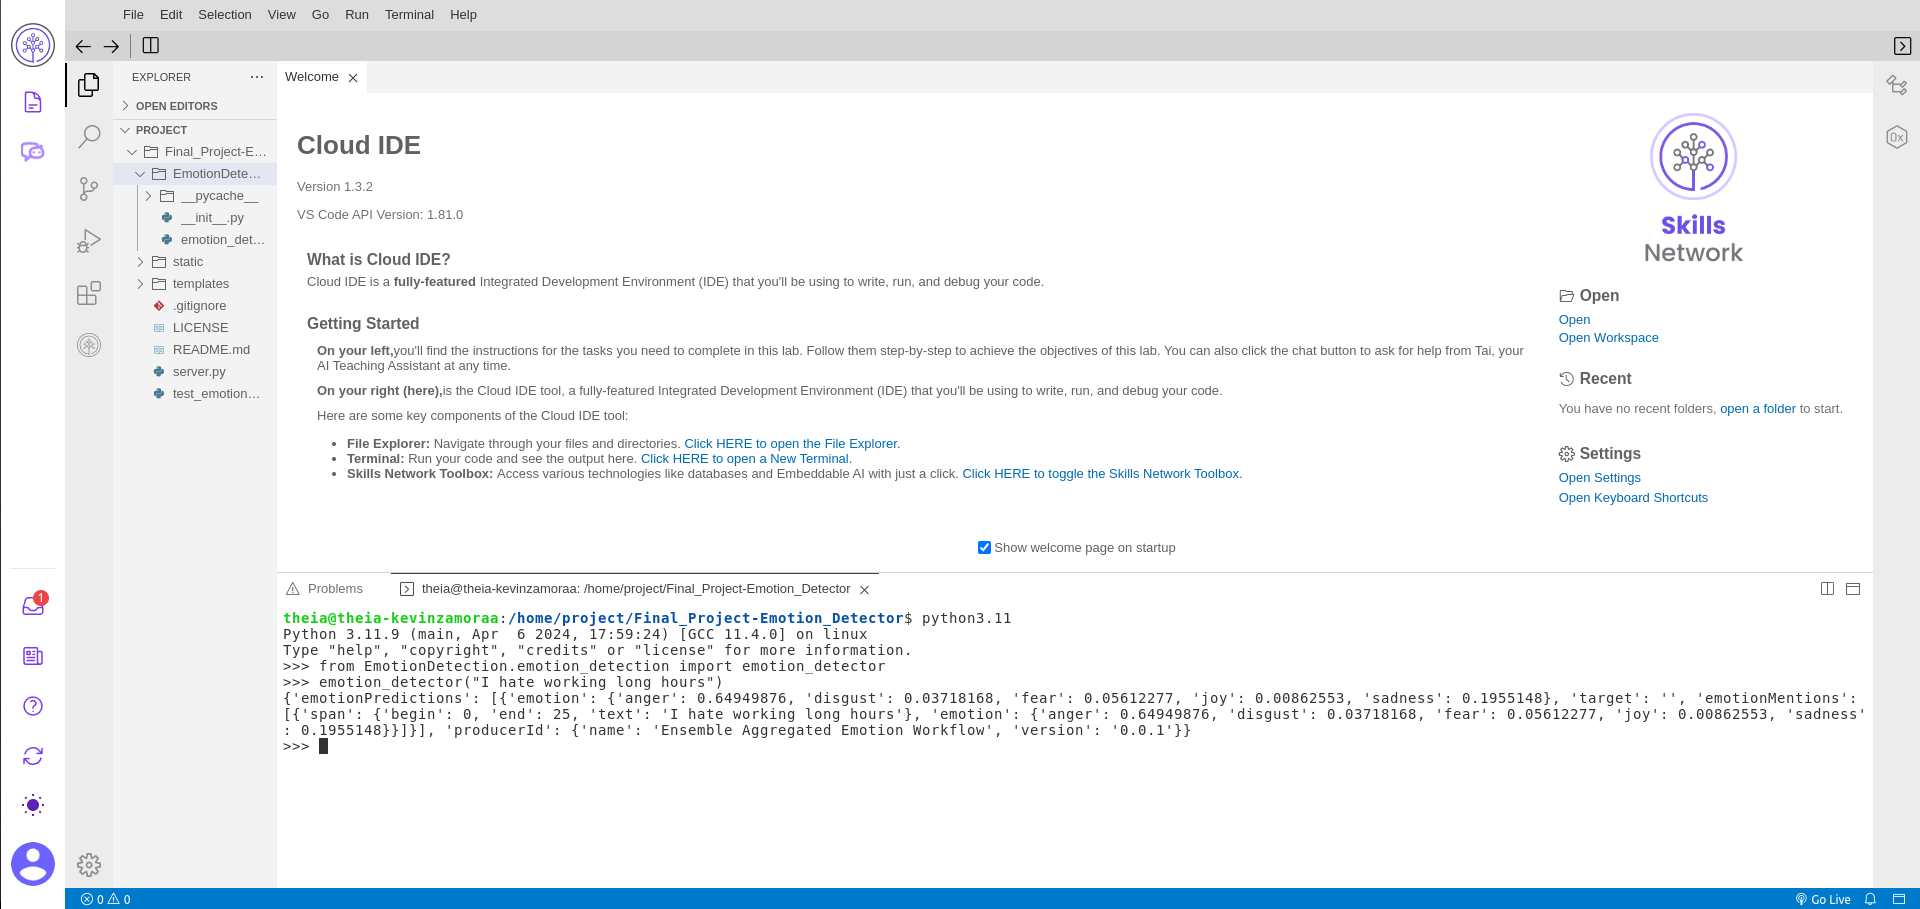 File Edit Selection View Go Run Terminal Help
EXPLORER
OPEN EDITORS
PROJECT
Final_Project-E...
EmotionDete...
__pycache__
__init__.py
emotion_det...
static
templates
.gitignore
LICENSE
README.md
server.py
test_emotion...
Welcome
Cloud IDE
Version 1.3.2
VS Code API Version: 1.81.0
What is Cloud IDE?
Cloud IDE is a fully-featured Integrated Development Environment (IDE) that you'll be using to write, run, and debug your code.
Getting Started
On your left,you'll find the instructions for the tasks you need to complete in this lab. Follow them step-by-step to achieve the objectives of this lab. You can also click the chat button to ask for help from Tai, your
AI Teaching Assistant at any time.
On your right (here),is the Cloud IDE tool, a fully-featured Integrated Development Environment (IDE) that you'll be using to write, run, and debug your code.
Here are some key components of the Cloud IDE tool:
• File Explorer: Navigate through your files and directories. Click HERE to open the File Explorer.
• Terminal: Run your code and see the output here. Click HERE to open a New Terminal.
• Skills Network Toolbox: Access various technologies like databases and Embeddable AI with just a click. Click HERE to toggle the Skills Network Toolbox.
Show welcome page on startup
Skills
Network
Open
Open
Open Workspace
Recent
You have no recent folders, open a folder to start.
Settings
Open Settings
Open Keyboard Shortcuts
0x
Problems
theia@theia-kevinzamoraa: /home/project/Final_Project-Emotion_Detector
theia@theia-kevinzamoraa:/home/project/Final_Project-Emotion_Detector$ python3.11
Python 3.11.9 (main, Apr  6 2024, 17:59:24) [GCC 11.4.0] on linux
Type "help", "copyright", "credits" or "license" for more information.
>>> from EmotionDetection.emotion_detection import emotion_detector
>>> emotion_detector("I hate working long hours")
{'emotionPredictions': [{'emotion': {'anger': 0.64949876, 'disgust': 0.03718168, 'fear': 0.05612277, 'joy': 0.00862553, 'sadness': 0.1955148}, 'target': '', 'emotionMentions':
[{'span': {'begin': 0, 'end': 25, 'text': 'I hate working long hours'}, 'emotion': {'anger': 0.64949876, 'disgust': 0.03718168, 'fear': 0.05612277, 'joy': 0.00862553, 'sadness'
: 0.1955148}}]}], 'producerId': {'name': 'Ensemble Aggregated Emotion Workflow', 'version': '0.0.1'}}
>>>
1
0 0
Go Live